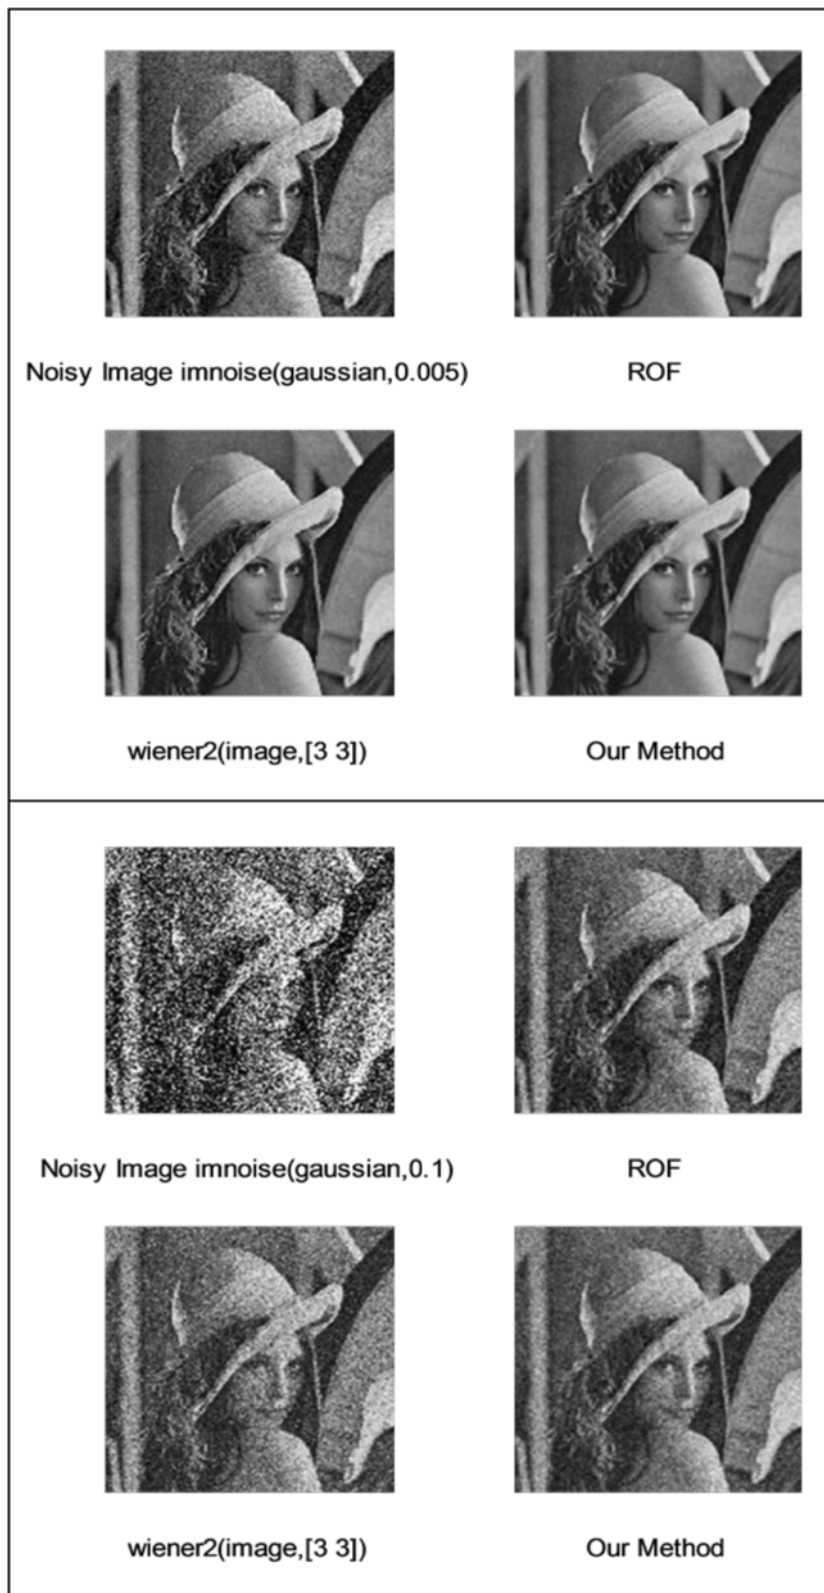 Noisy Image imnoise(gaussian,0.005)
ROF
wiener2(image,[3 3])
Our Method
Noisy Image imnoise(gaussian,0.1)
ROF
wiener2(image,[3 3])
Our Method